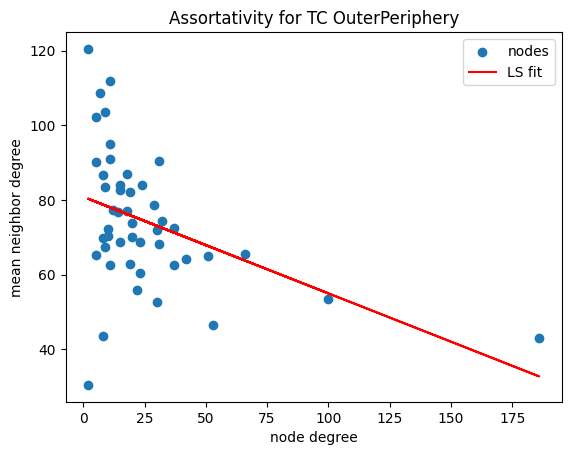 Assortativity for TC OuterPeriphery
nodes
LS fit
mean neighbor degree
120
100
80
60
40
0
25
50
75
100
125
150
175
node degree